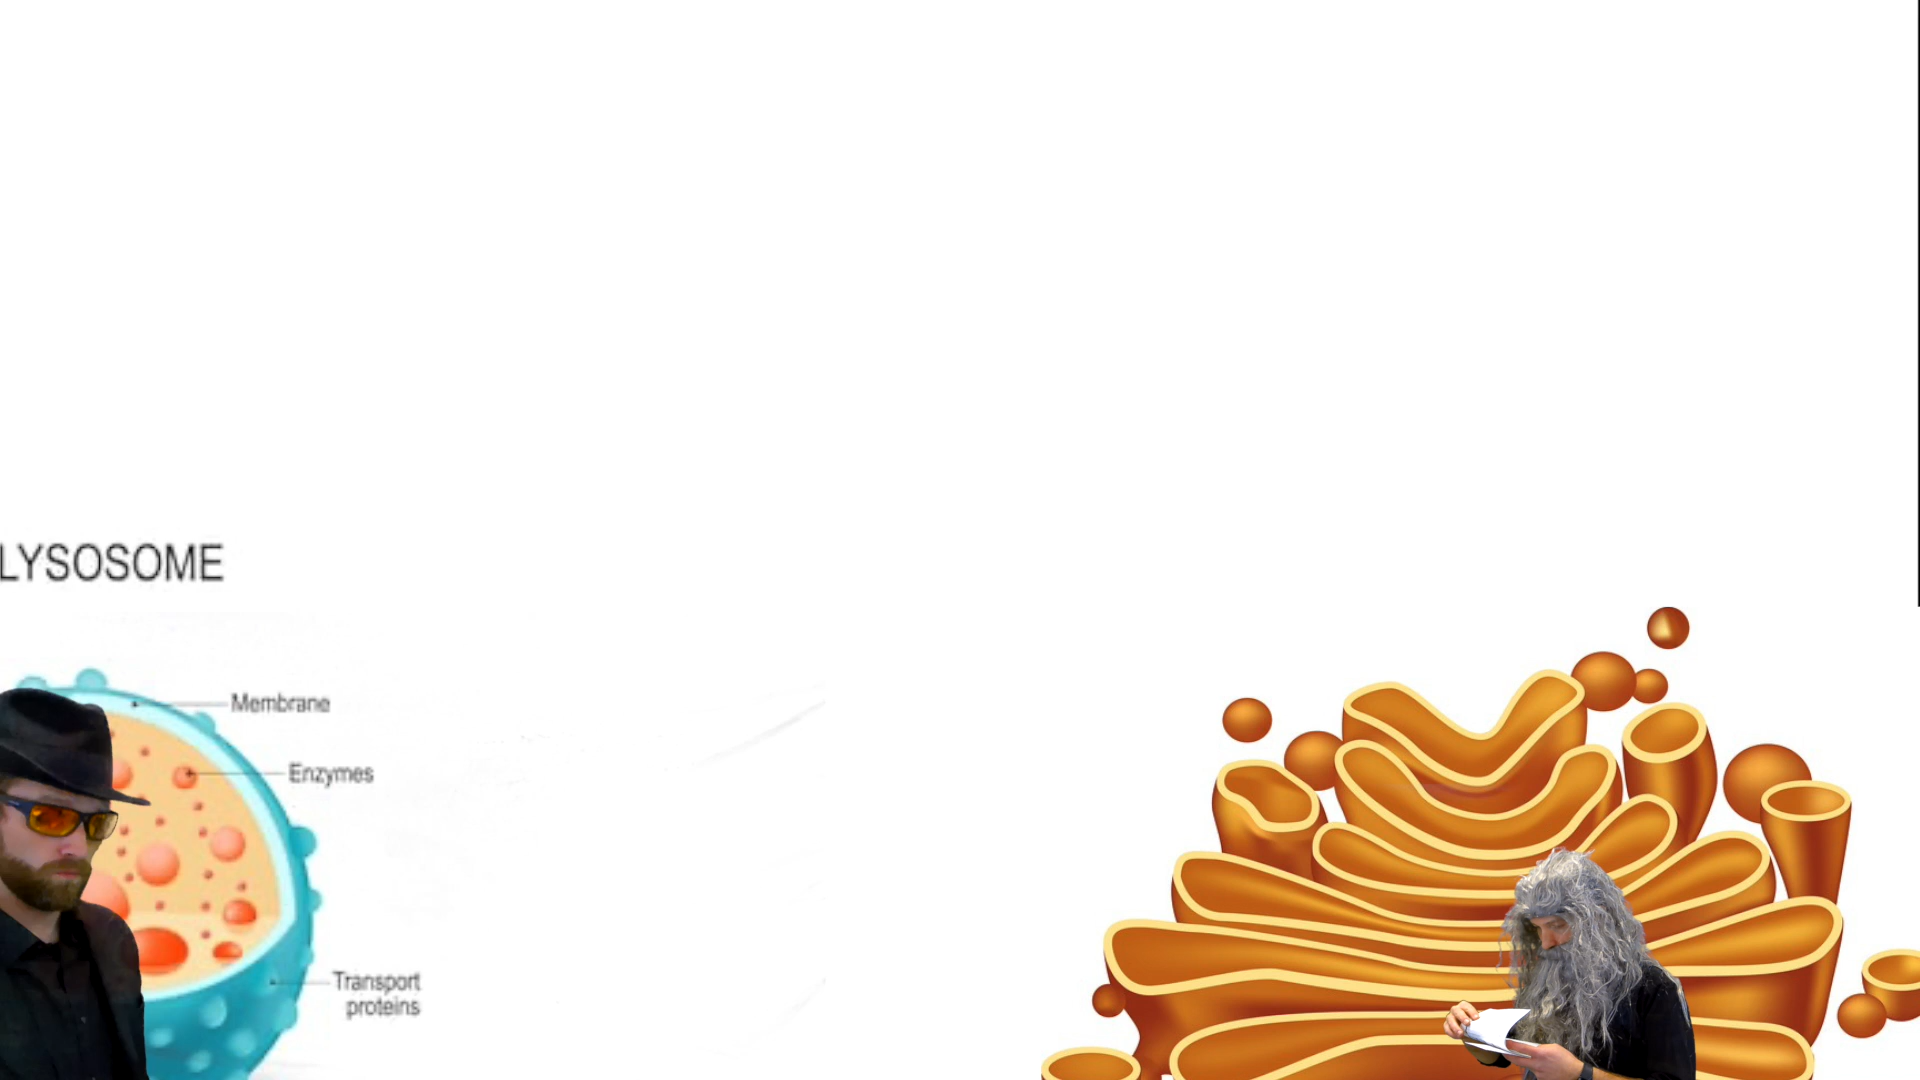 LYSOSOME
Membrane
Enzymes
Transport
proteins